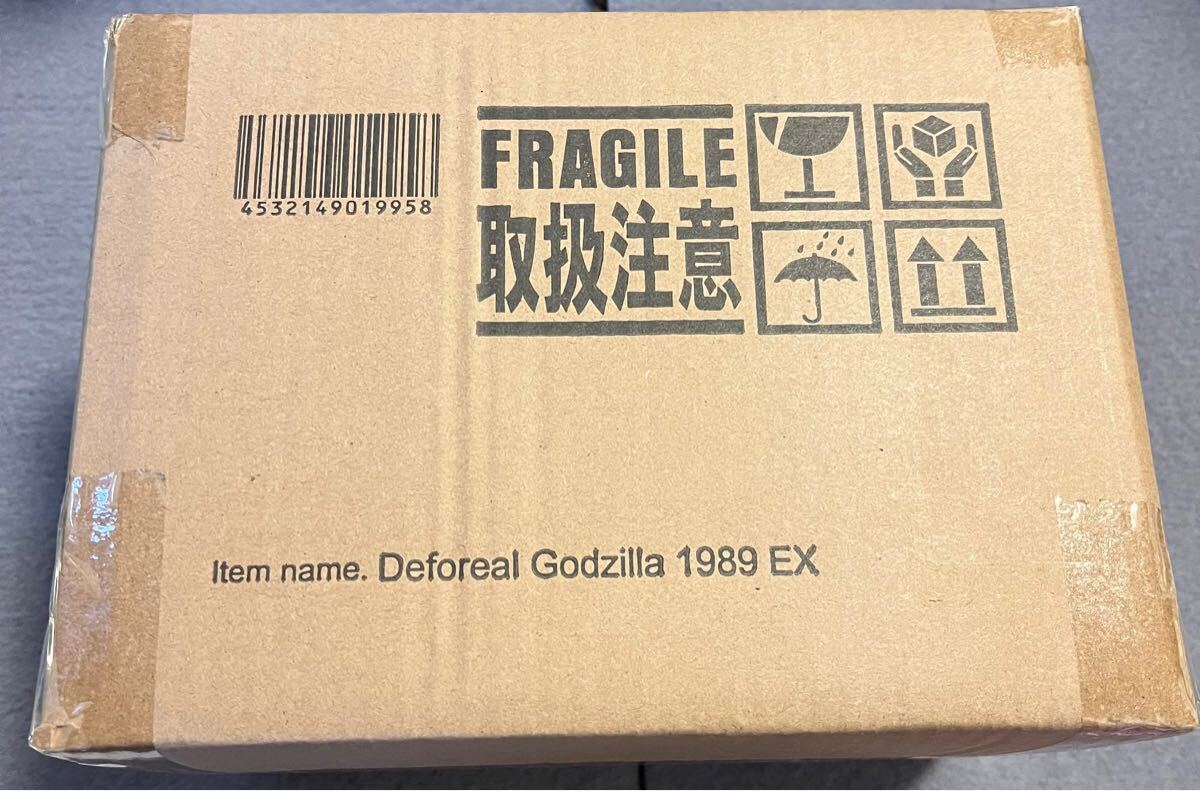 4532149019958
FRAGILE
取扱注意
Item name. Deforeal Godzilla 1989 EX